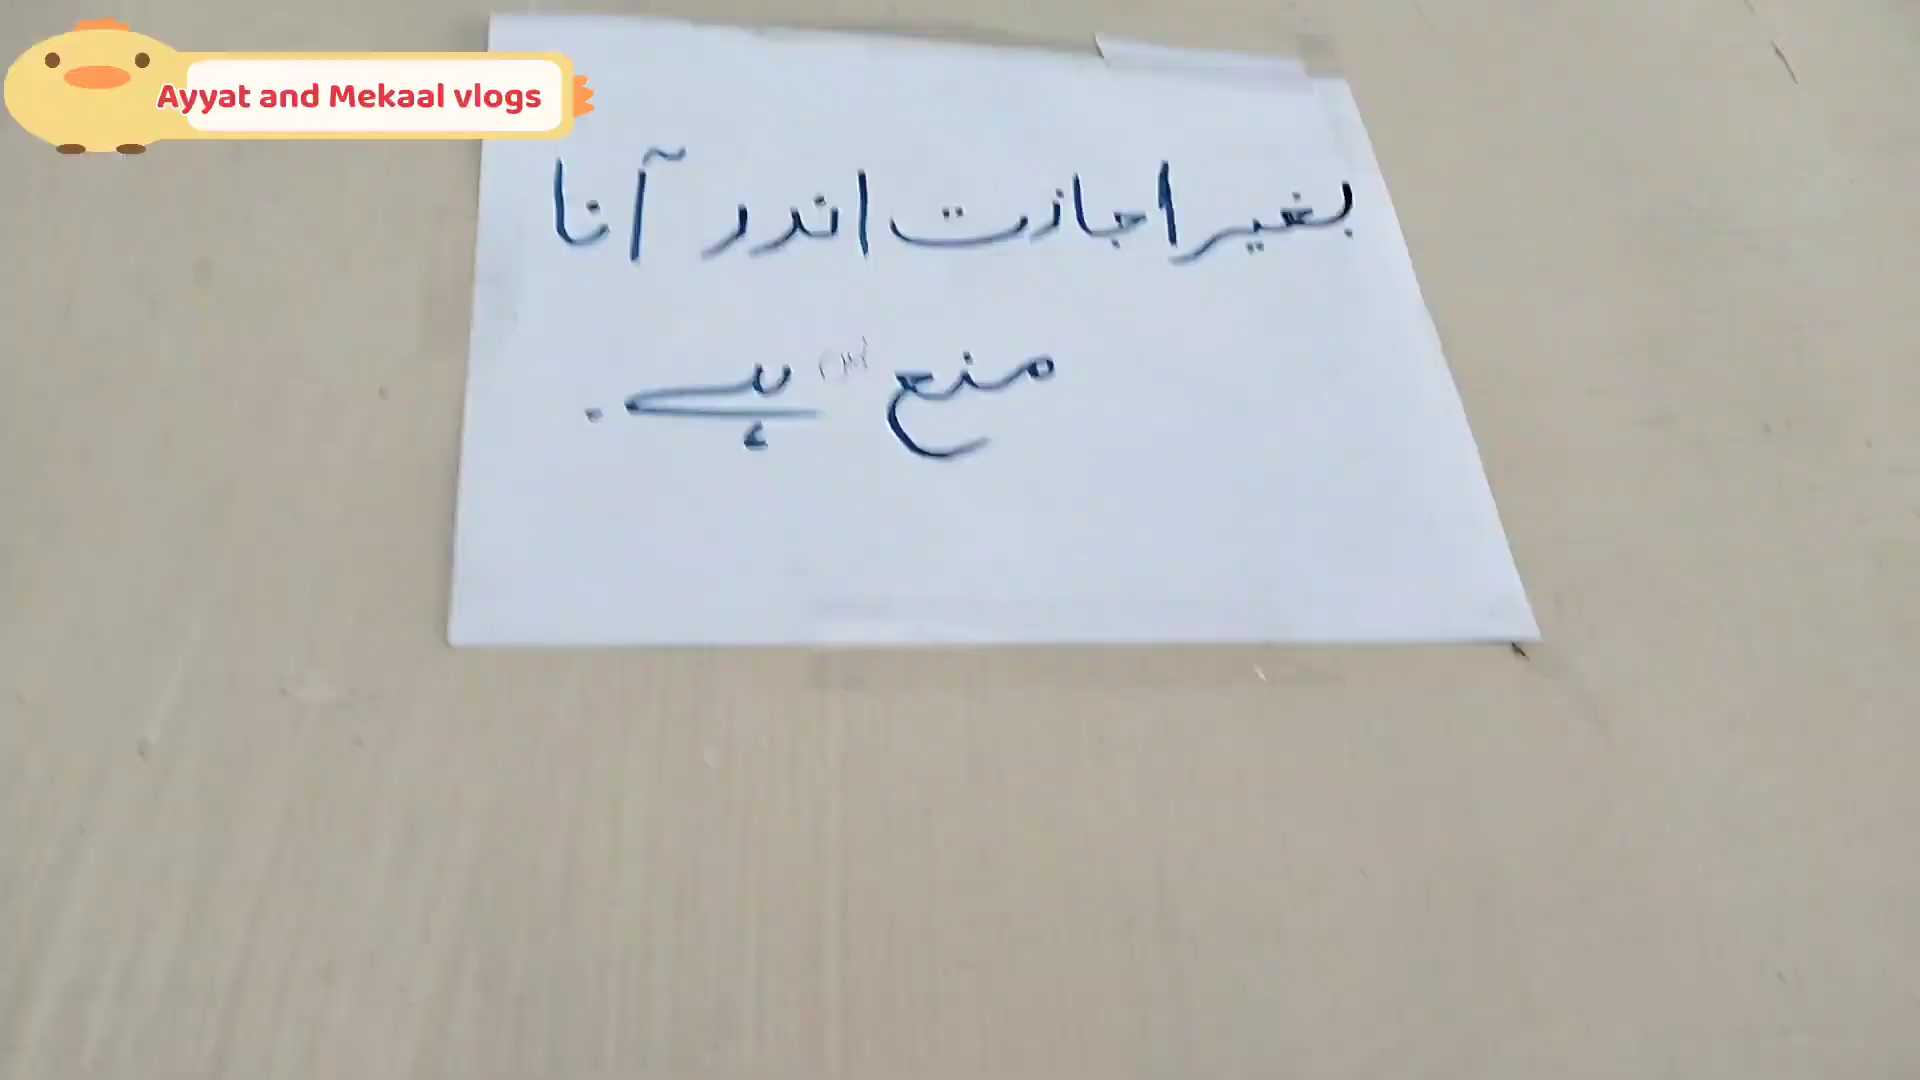 Ayyat and Mekaal vlogs
بغیر اجازت اندر آنا
منع ہے.